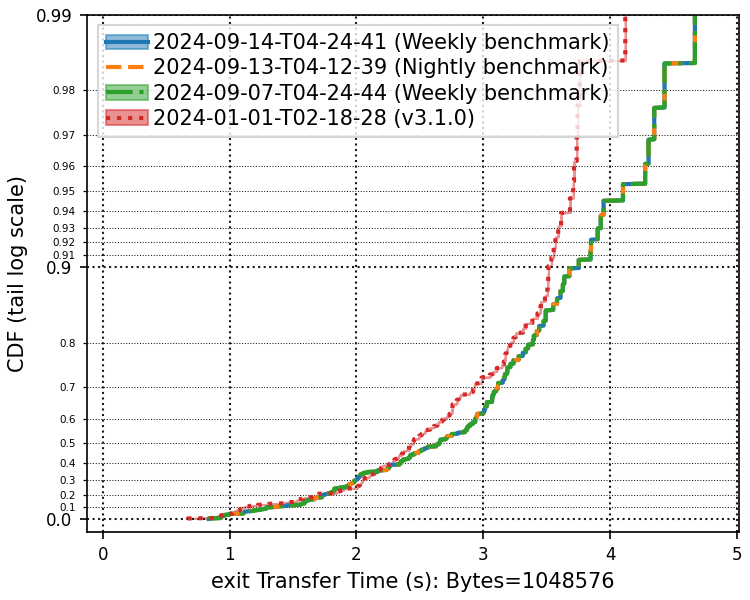 0.99
2024-09-14-T04-24-41 (Weekly benchmark)
2024-09-13-T04-12-39 (Nightly benchmark)
2024-09-07-T04-24-44 (Weekly benchmark)
2024-01-01-T02-18-28 (v3.1.0)
0.98
0.97
0.96
0.95
0.94
0.93
0.92
0.91
0.9
0.8
0.7
0.6
0.5
0.4
0.3
0.2
0.1
0.0
CDF (tail log scale)
0 1 2 3 4 5
exit Transfer Time (s): Bytes=1048576